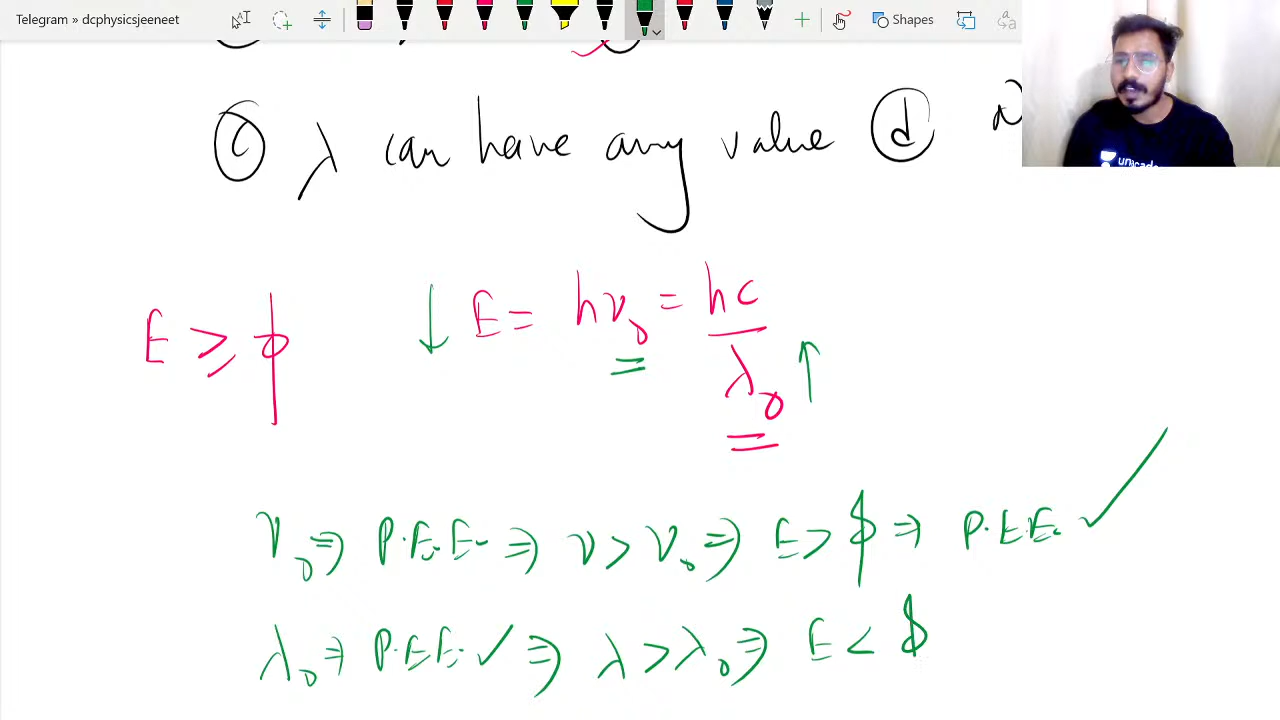 Telegram » dcphysicsjeeneet
Shapes
(c) λ can have any value (d)
E ≥ φ ↓ E = hν₀ = hc/λ₀ ↑
ν₀ ⇒ P.E.E. ⇒ ν > ν₀ ⇒ E > φ ⇒ P.E.E. ✓
λ₀ ⇒ P.E.E. ✓ ⇒ λ > λ₀ ⇒ E < φ